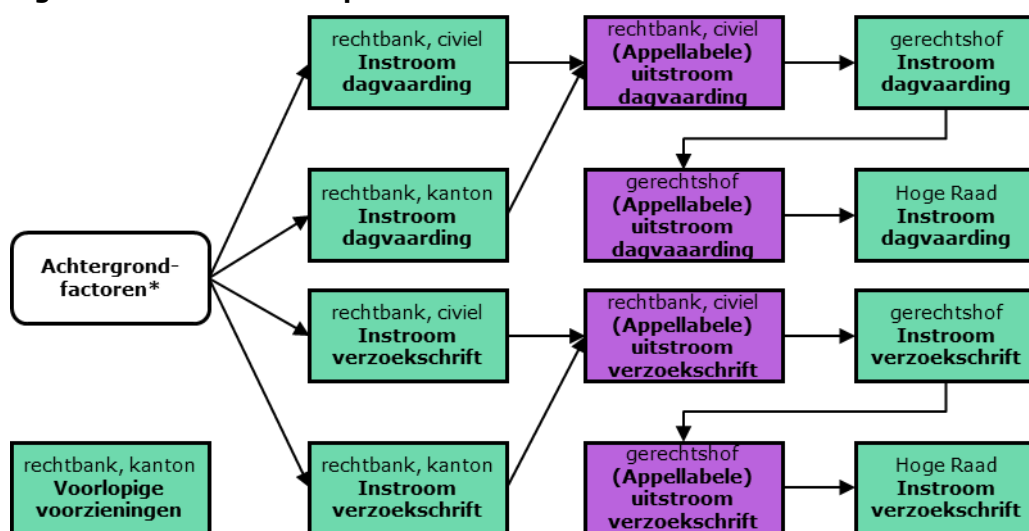 rechtbank, civiel
Instroom
dagvaarding
rechtbank, civiel
(Appellabele)
uitstroom
dagvaarding
gerechtshof
Instroom
dagvaarding
rechtbank, kanton
Instroom
dagvaarding
gerechtshof
(Appellabele)
uitstroom
dagvaaarding
Hoge Raad
Instroom
dagvaarding
Achtergrond-
factoren*
rechtbank, civiel
Instroom
verzoekschrift
rechtbank, civiel
(Appellabele)
uitstroom
verzoekschrift
gerechtshof
Instroom
verzoekschrift
rechtbank, kanton
Voorlopige
voorzieningen
rechtbank, kanton
Instroom
verzoekschrift
gerechtshof
(Appellabele)
uitstroom
verzoekschrift
Hoge Raad
Instroom
verzoekschrift